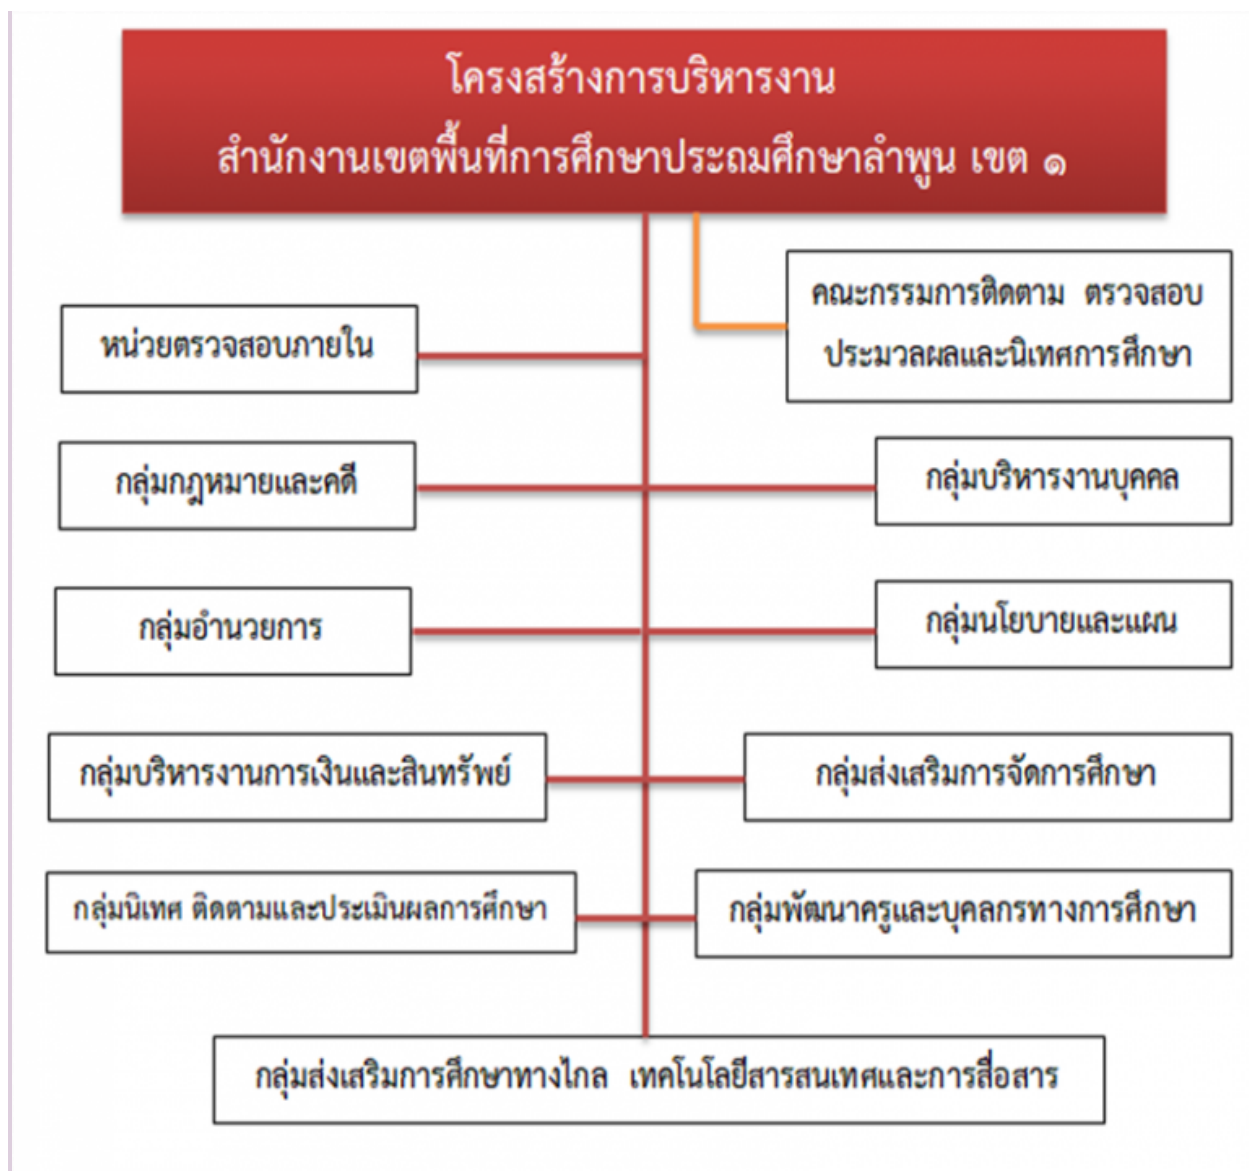 โครงสร้างการบริหารงาน
สำนักงานเขตพื้นที่การศึกษาประถมศึกษาลำพูน เขต ๑
คณะกรรมการติดตาม ตรวจสอบ
ประมวลผลและนิเทศการศึกษา
หน่วยตรวจสอบภายใน
กลุ่มกฎหมายและคดี
กลุ่มบริหารงานบุคคล
กลุ่มอำนวยการ
กลุ่มนโยบายและแผน
กลุ่มบริหารงานการเงินและสินทรัพย์
กลุ่มส่งเสริมการจัดการศึกษา
กลุ่มนิเทศ ติดตามและประเมินผลการศึกษา
กลุ่มพัฒนาครูและบุคลกรทางการศึกษา
กลุ่มส่งเสริมการศึกษาทางไกล เทคโนโลยีสารสนเทศและการสื่อสาร